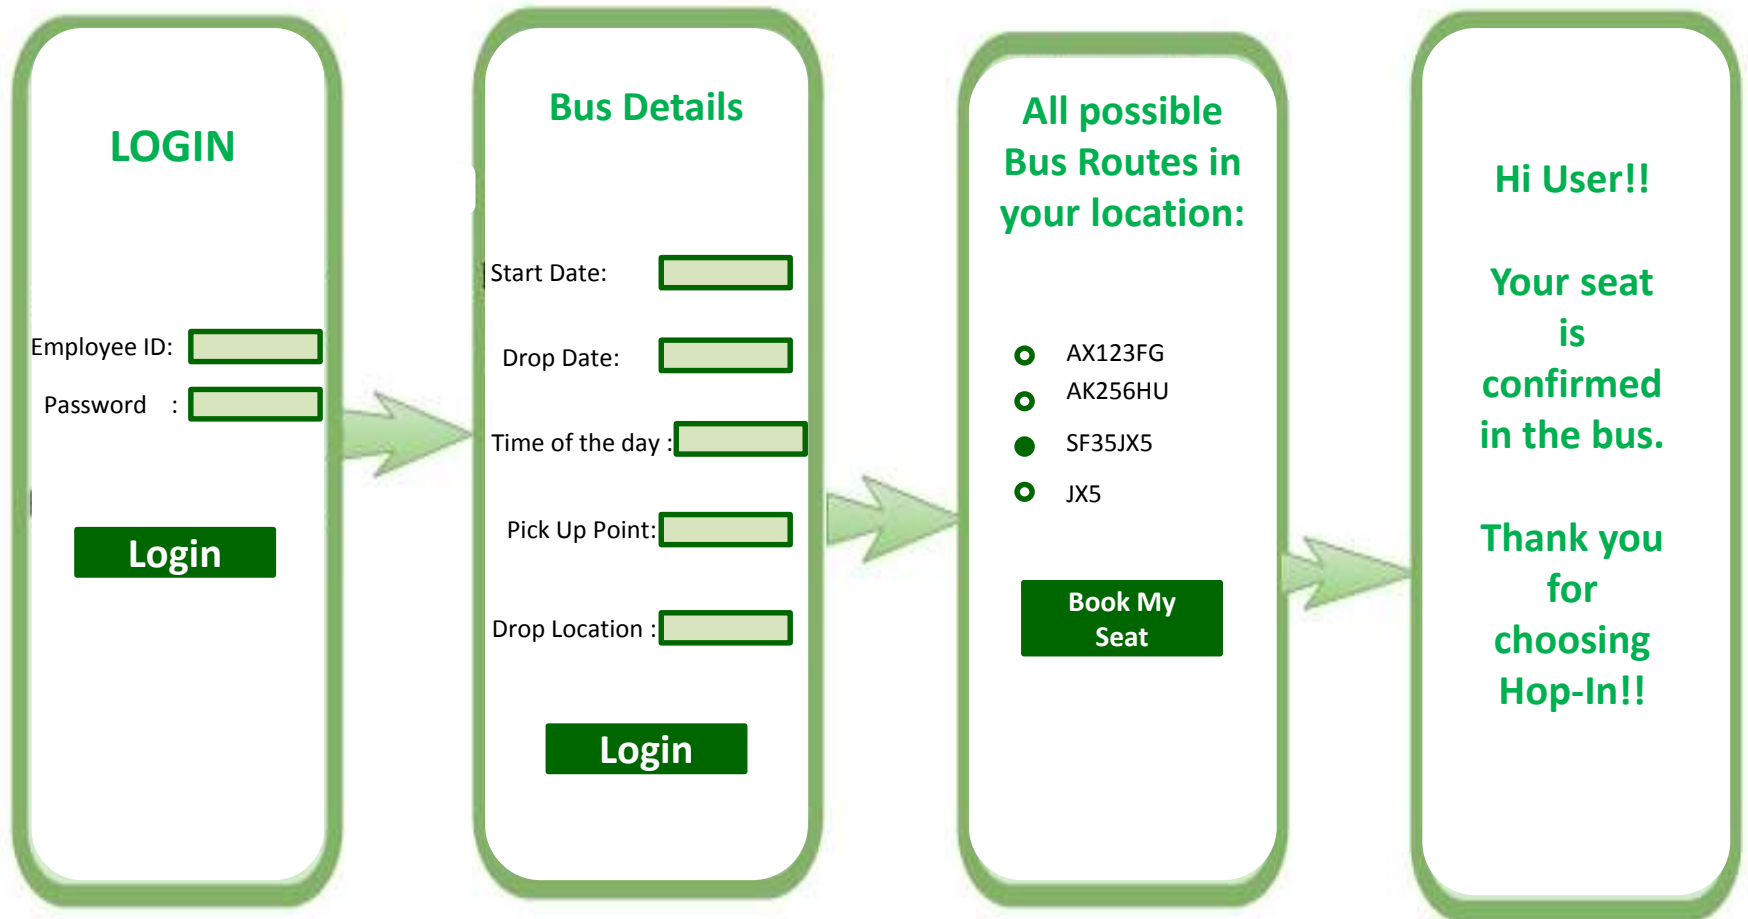 LOGIN
Employee ID:
Password :
Login
Bus Details
Start Date:
Drop Date:
Time of the day :
Pick Up Point:
Drop Location :
Login
All possible
Bus Routes in
your location:
AX123FG
AK256HU
SF35JX5
JX5
Book My
Seat
Hi User!!
Your seat
is
confirmed
in the bus.
Thank you
for
choosing
Hop-In!!